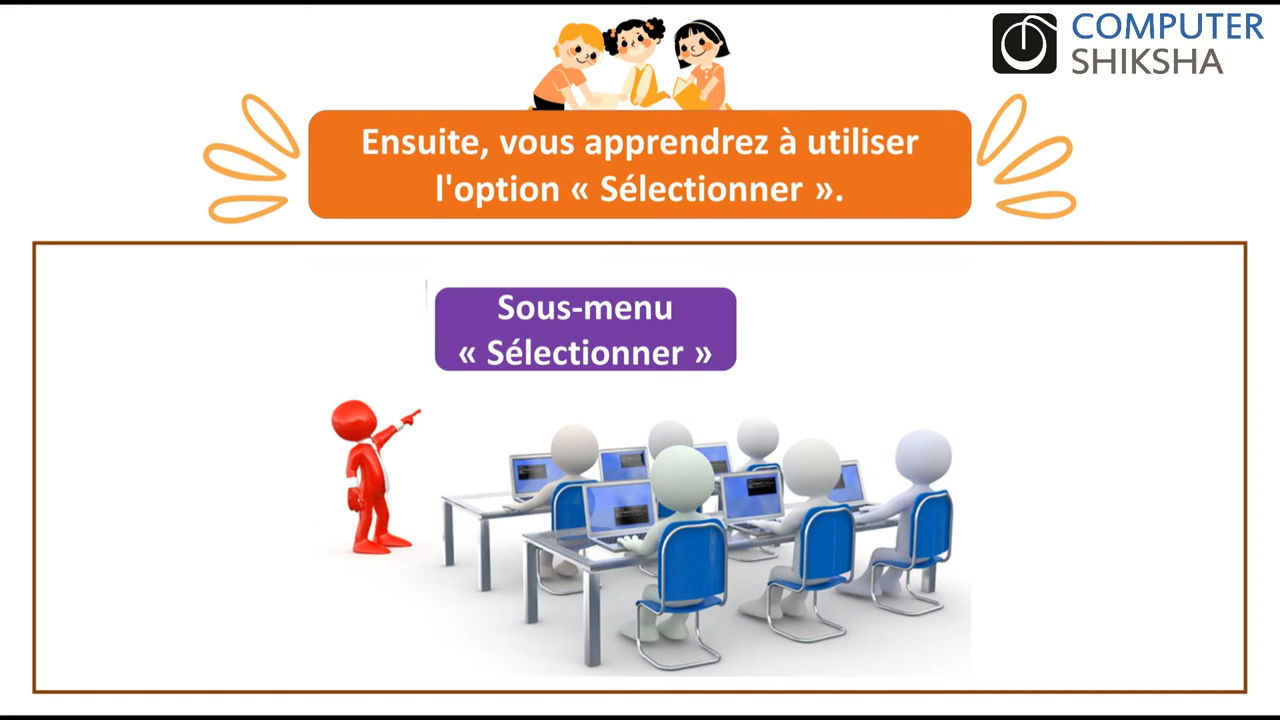 COMPUTER
SHIKSHA
Ensuite, vous apprendrez à utiliser
l'option « Sélectionner ».
Sous-menu
« Sélectionner »